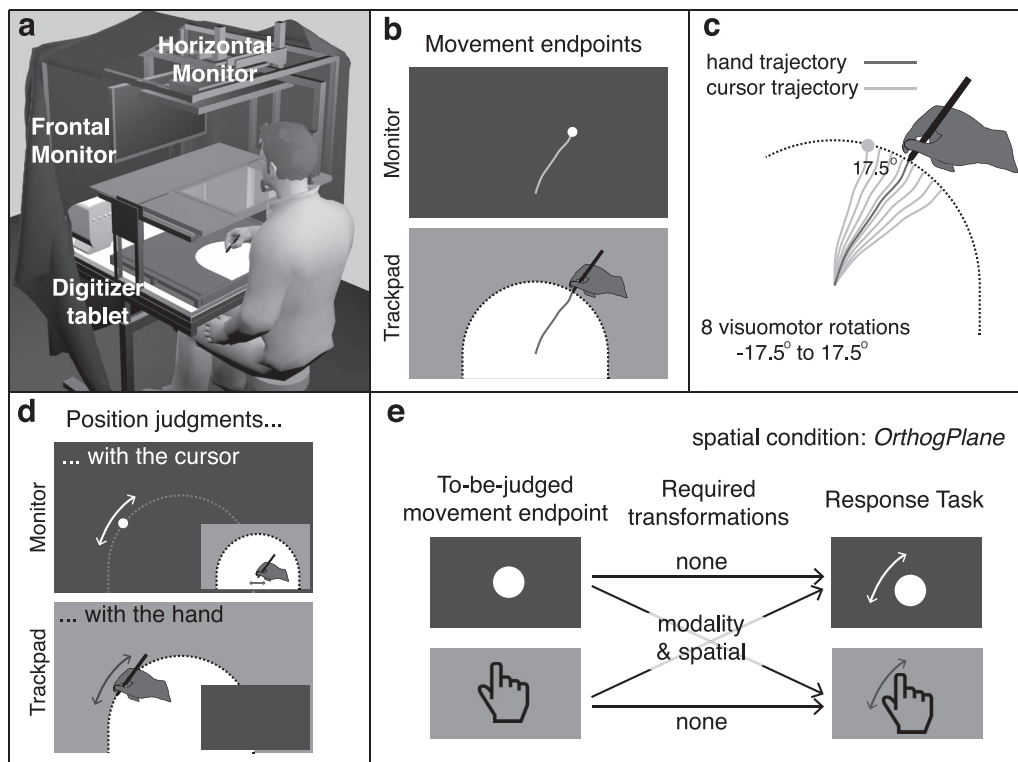 a
Horizontal
Monitor
Frontal
Monitor
Digitizer
tablet
b
Movement endpoints
Monitor
Trackpad
c
hand trajectory
cursor trajectory
17.5°
8 visuomotor rotations
-17.5° to 17.5°
d
Position judgments...
... with the cursor
Monitor
... with the hand
Trackpad
e
spatial condition: OrthogPlane
To-be-judged
movement endpoint
Required
transformations
Response Task
none
modality
& spatial
none